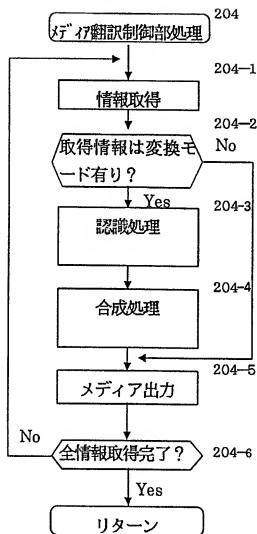 204
メディア翻訳制御部処理
204-1
情報取得
204-2
取得情報は変換モ
ード有り？
No
Yes
204-3
認識処理
204-4
合成処理
204-5
メディア出力
No
全情報取得完了？
204-6
Yes
リターン